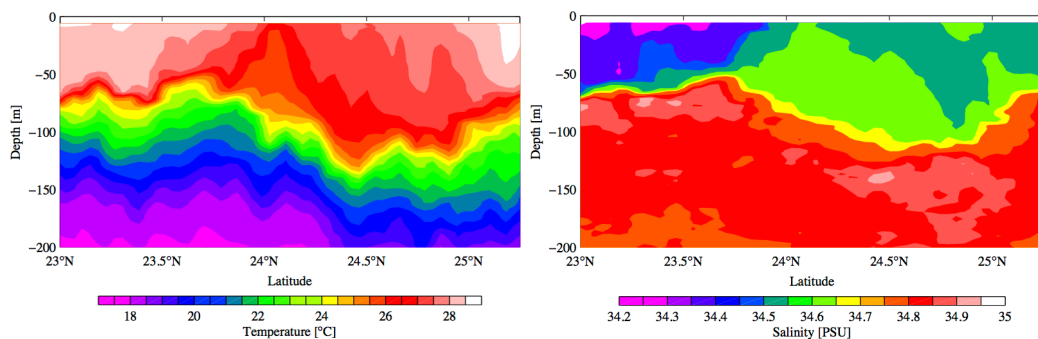 0
−50
−100
−150
−200
Depth [m]
23°N
23.5°N
24°N
24.5°N
25°N
Latitude
18
20
22
24
26
28
Temperature [°C]
0
−50
−100
−150
−200
Depth [m]
23°N
23.5°N
24°N
24.5°N
25°N
Latitude
34.2
34.3
34.4
34.5
34.6
34.7
34.8
34.9
35
Salinity [PSU]